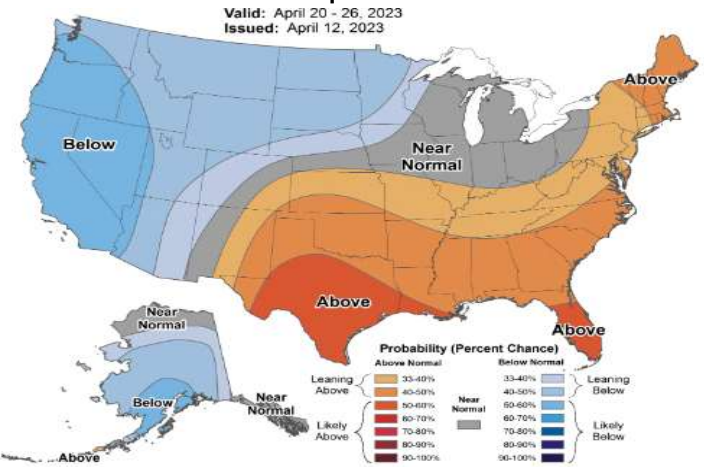 Valid: April 20 - 26, 2023
Issued: April 12, 2023
Above
Below
Near
Normal
Above
Above
Near
Normal
Below
Near
Normal
Above
Probability (Percent Chance)
Above Normal
Below Normal
Leaning
Above
33-40%
40-50%
Likely
Above
50-60%
60-70%
70-80%
80-90%
90-100%
Near
Normal
33-40%
40-50%
Leaning
Below
50-60%
60-70%
70-80%
80-90%
90-100%
Likely
Below